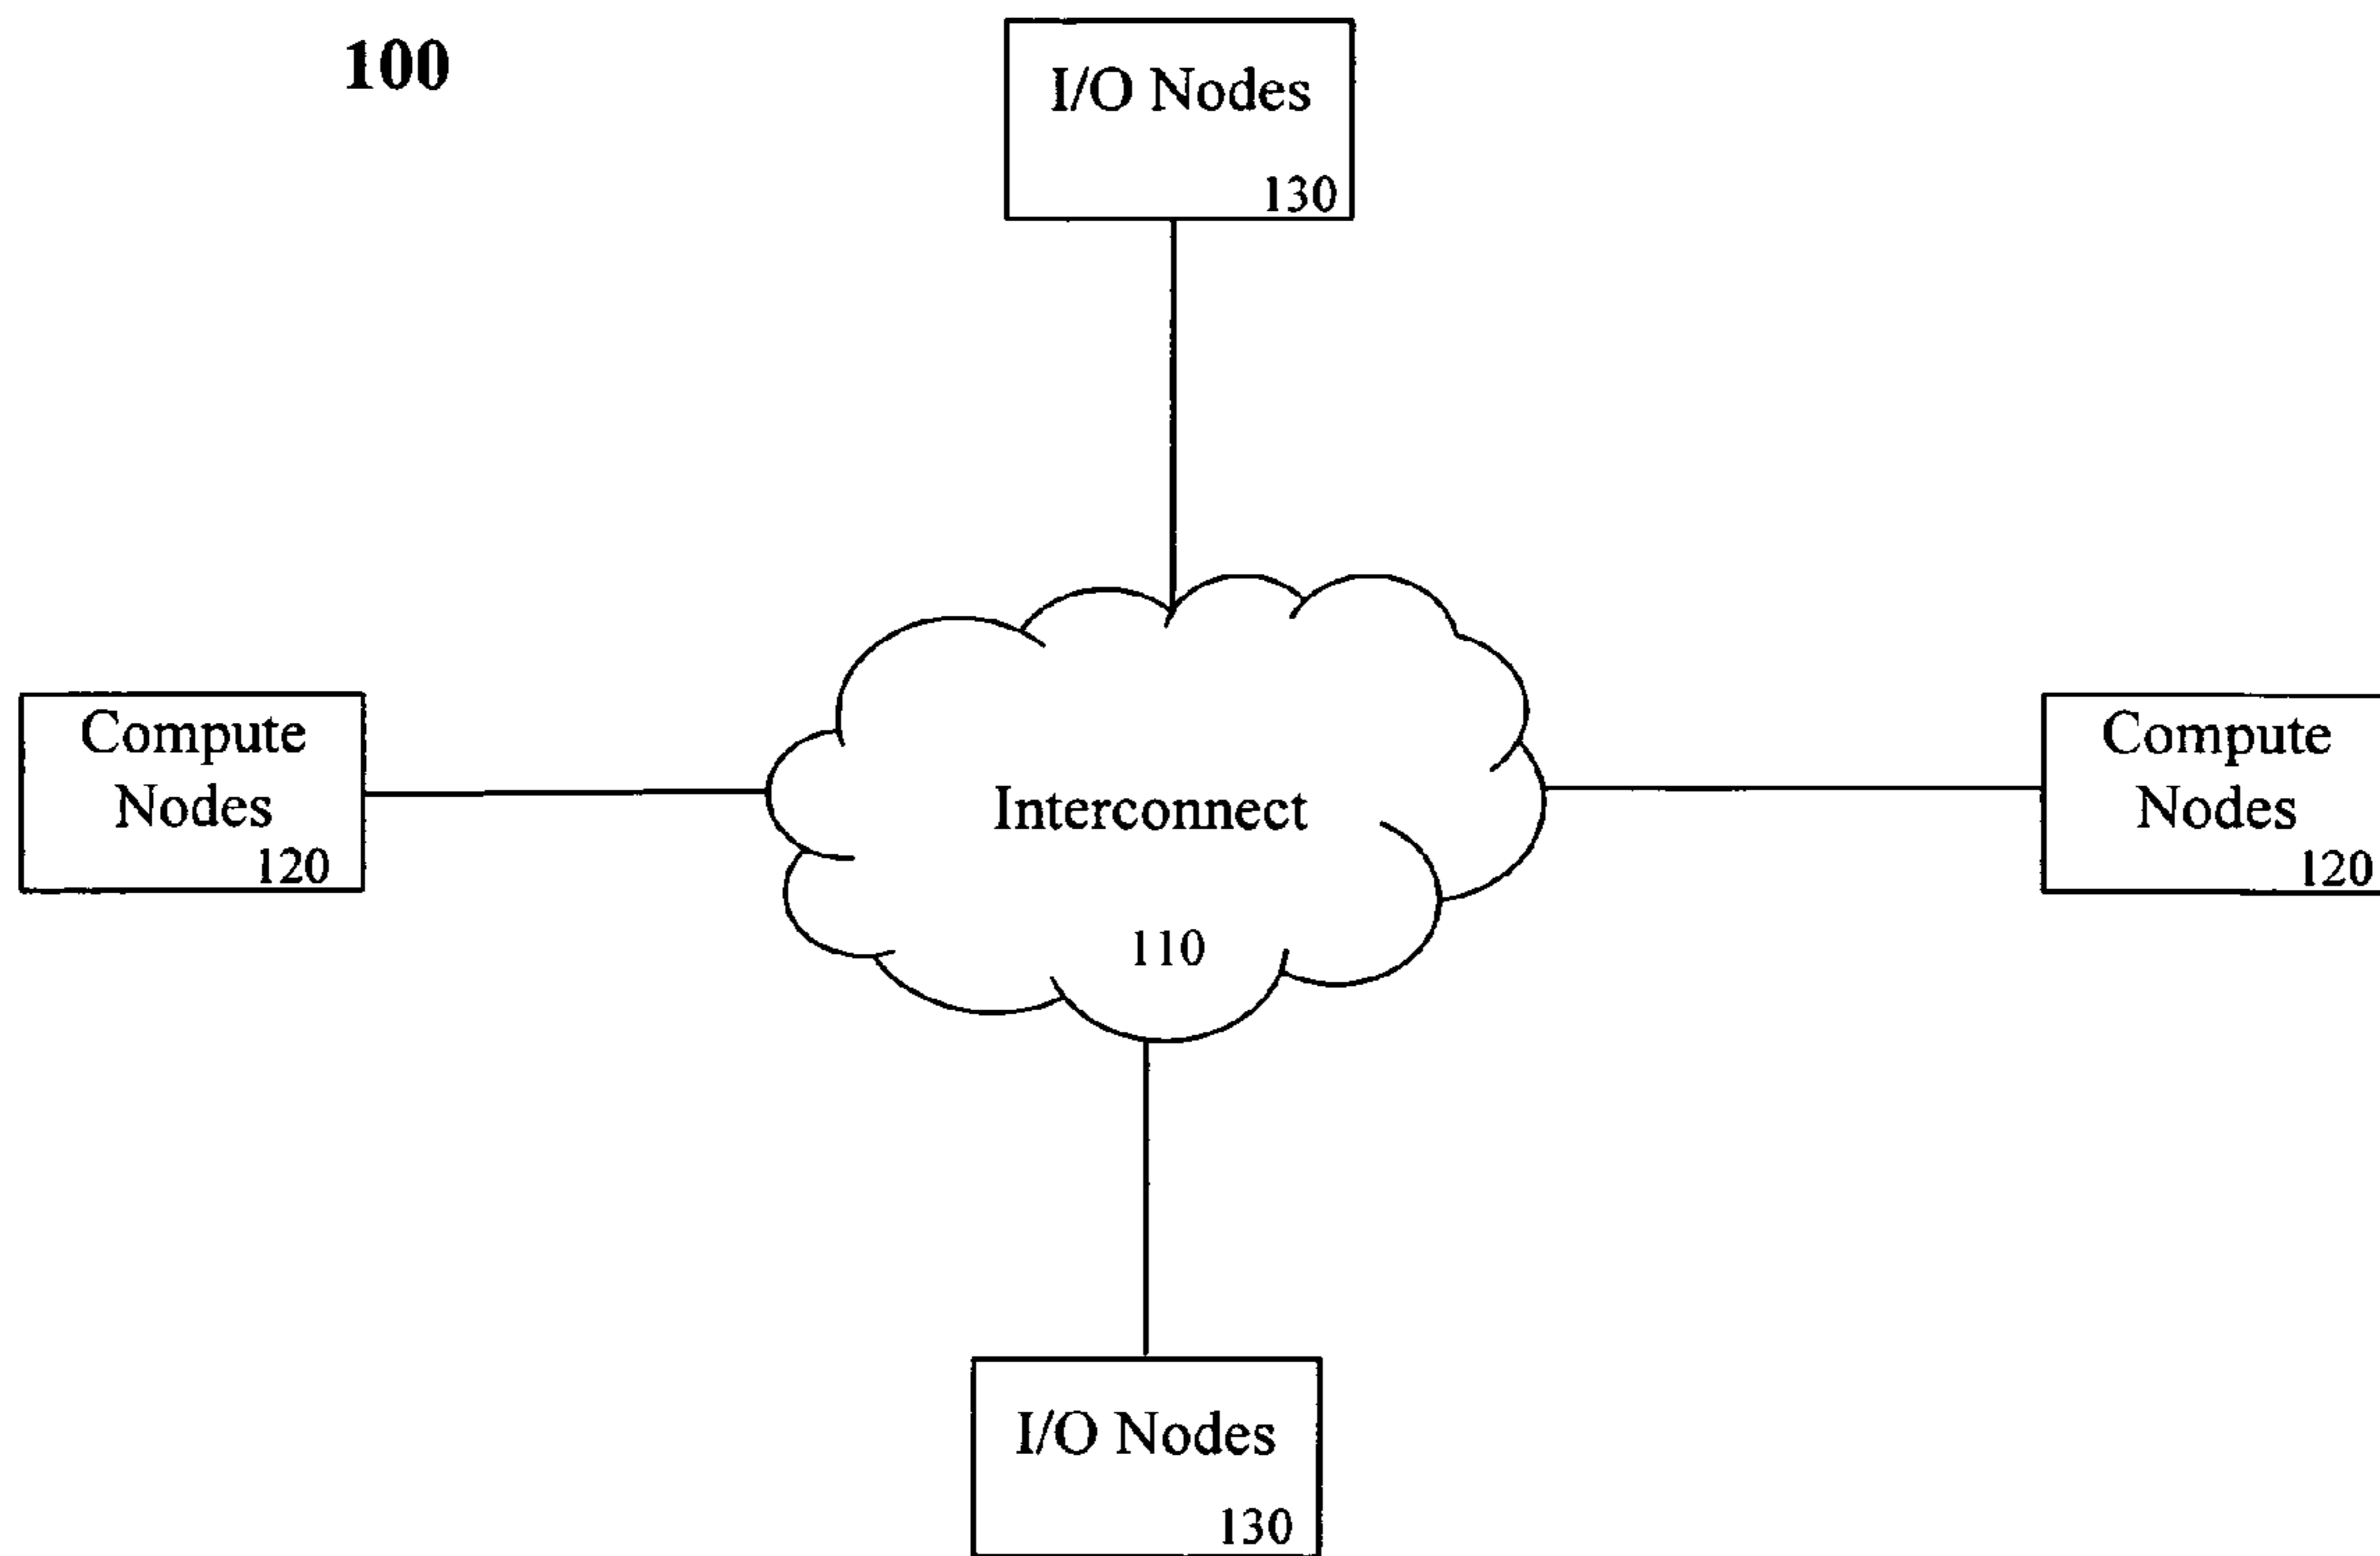 100
I/O Nodes
130
Compute
Nodes
120
Interconnect
110
Compute
Nodes
120
I/O Nodes
130